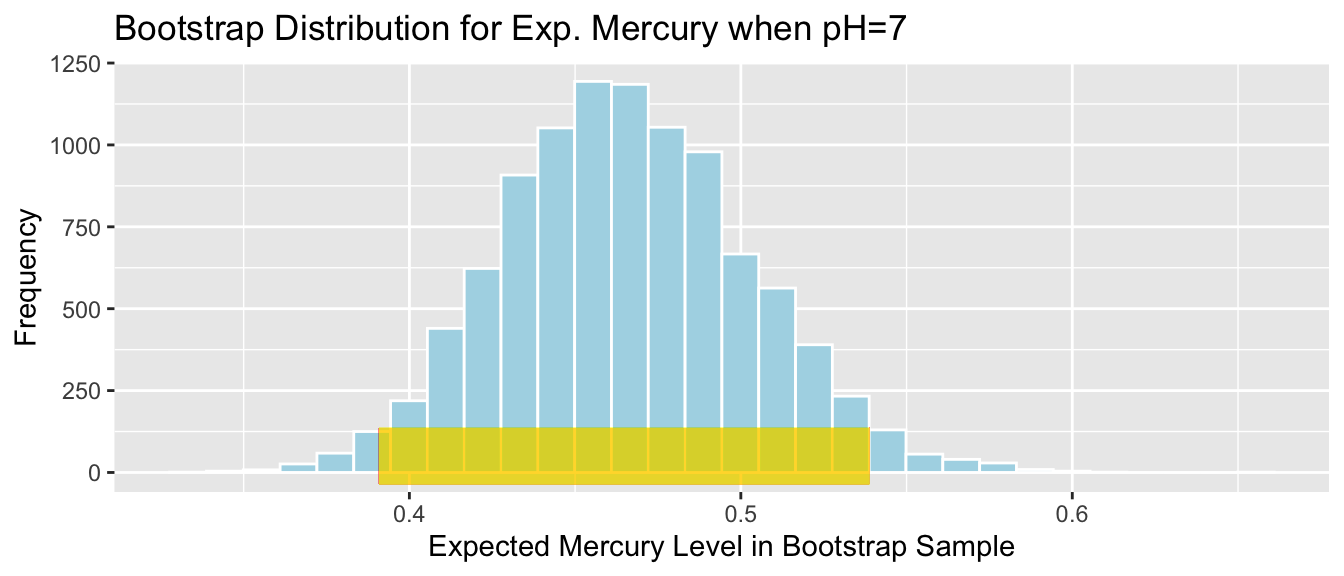 Bootstrap Distribution for Exp. Mercury when pH=7
1250
1000
750
500
250
0
Frequency
0.4 0.5 0.6
Expected Mercury Level in Bootstrap Sample